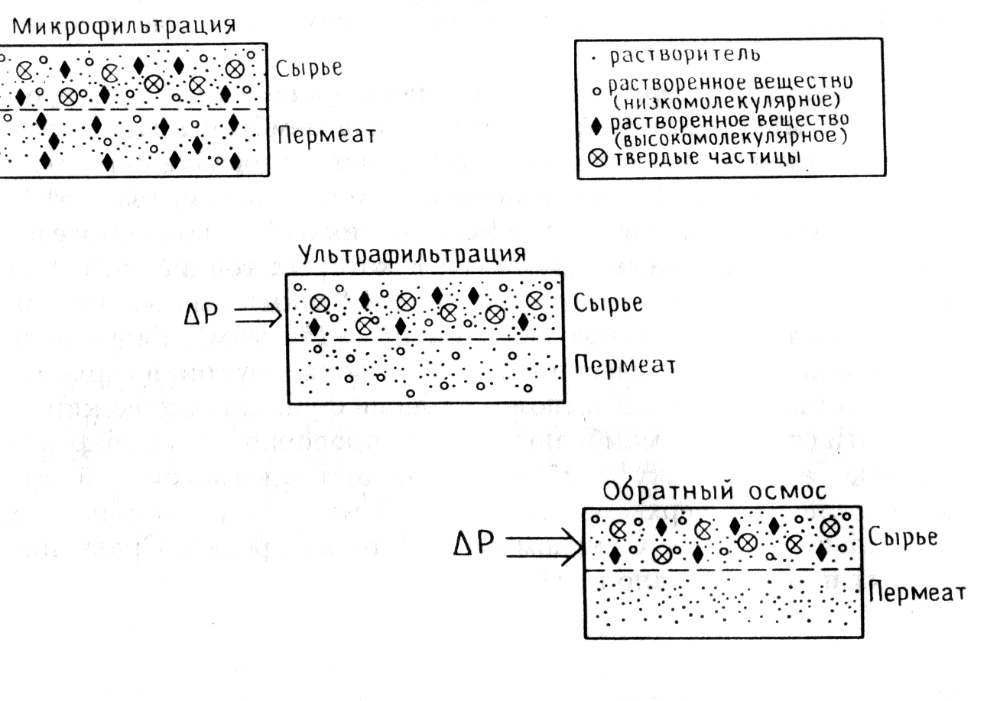 Микрофильтрация
Сырье
Пермеат
· растворитель
растворенное вещество
(низкомолекулярное)
растворенное вещество
(высокомолекулярное)
твердые частицы
Ультрафильтрация
ΔP
Сырье
Пермеат
Обратный осмос
ΔP
Сырье
Пермеат